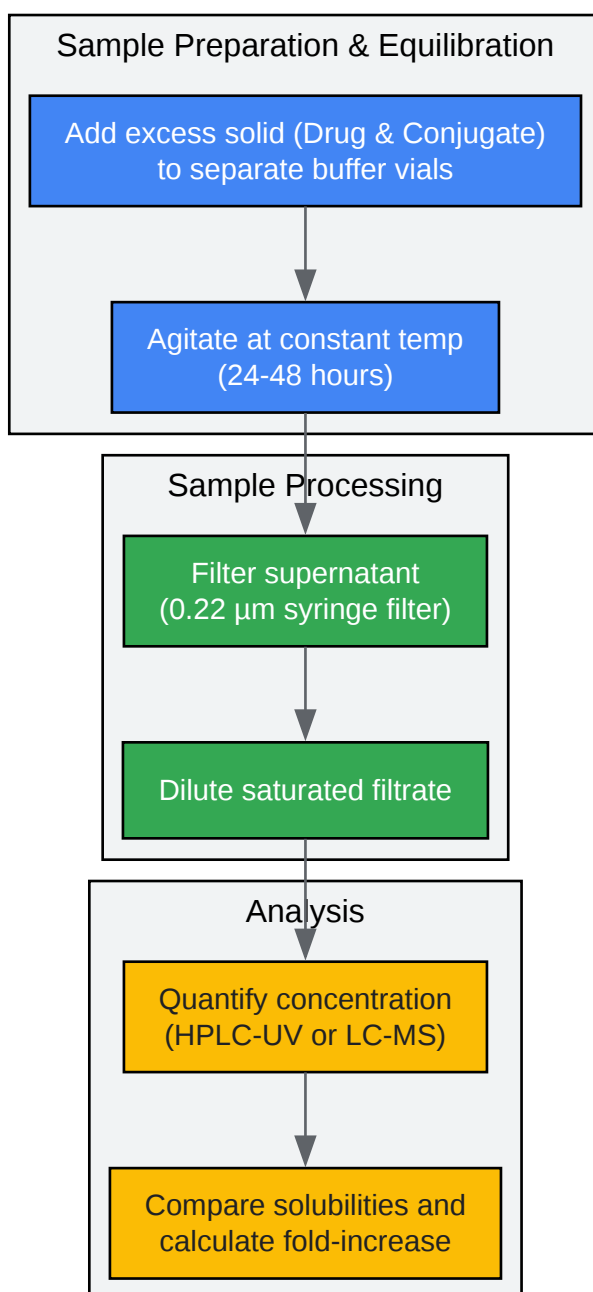 Sample Preparation & Equilibration
Add excess solid (Drug & Conjugate)
to separate buffer vials
Agitate at constant temp
(24-48 hours)
Sample Processing
Filter supernatant
(0.22 µm syringe filter)
Dilute saturated filtrate
Analysis
Quantify concentration
(HPLC-UV or LC-MS)
Compare solubilities and
calculate fold-increase